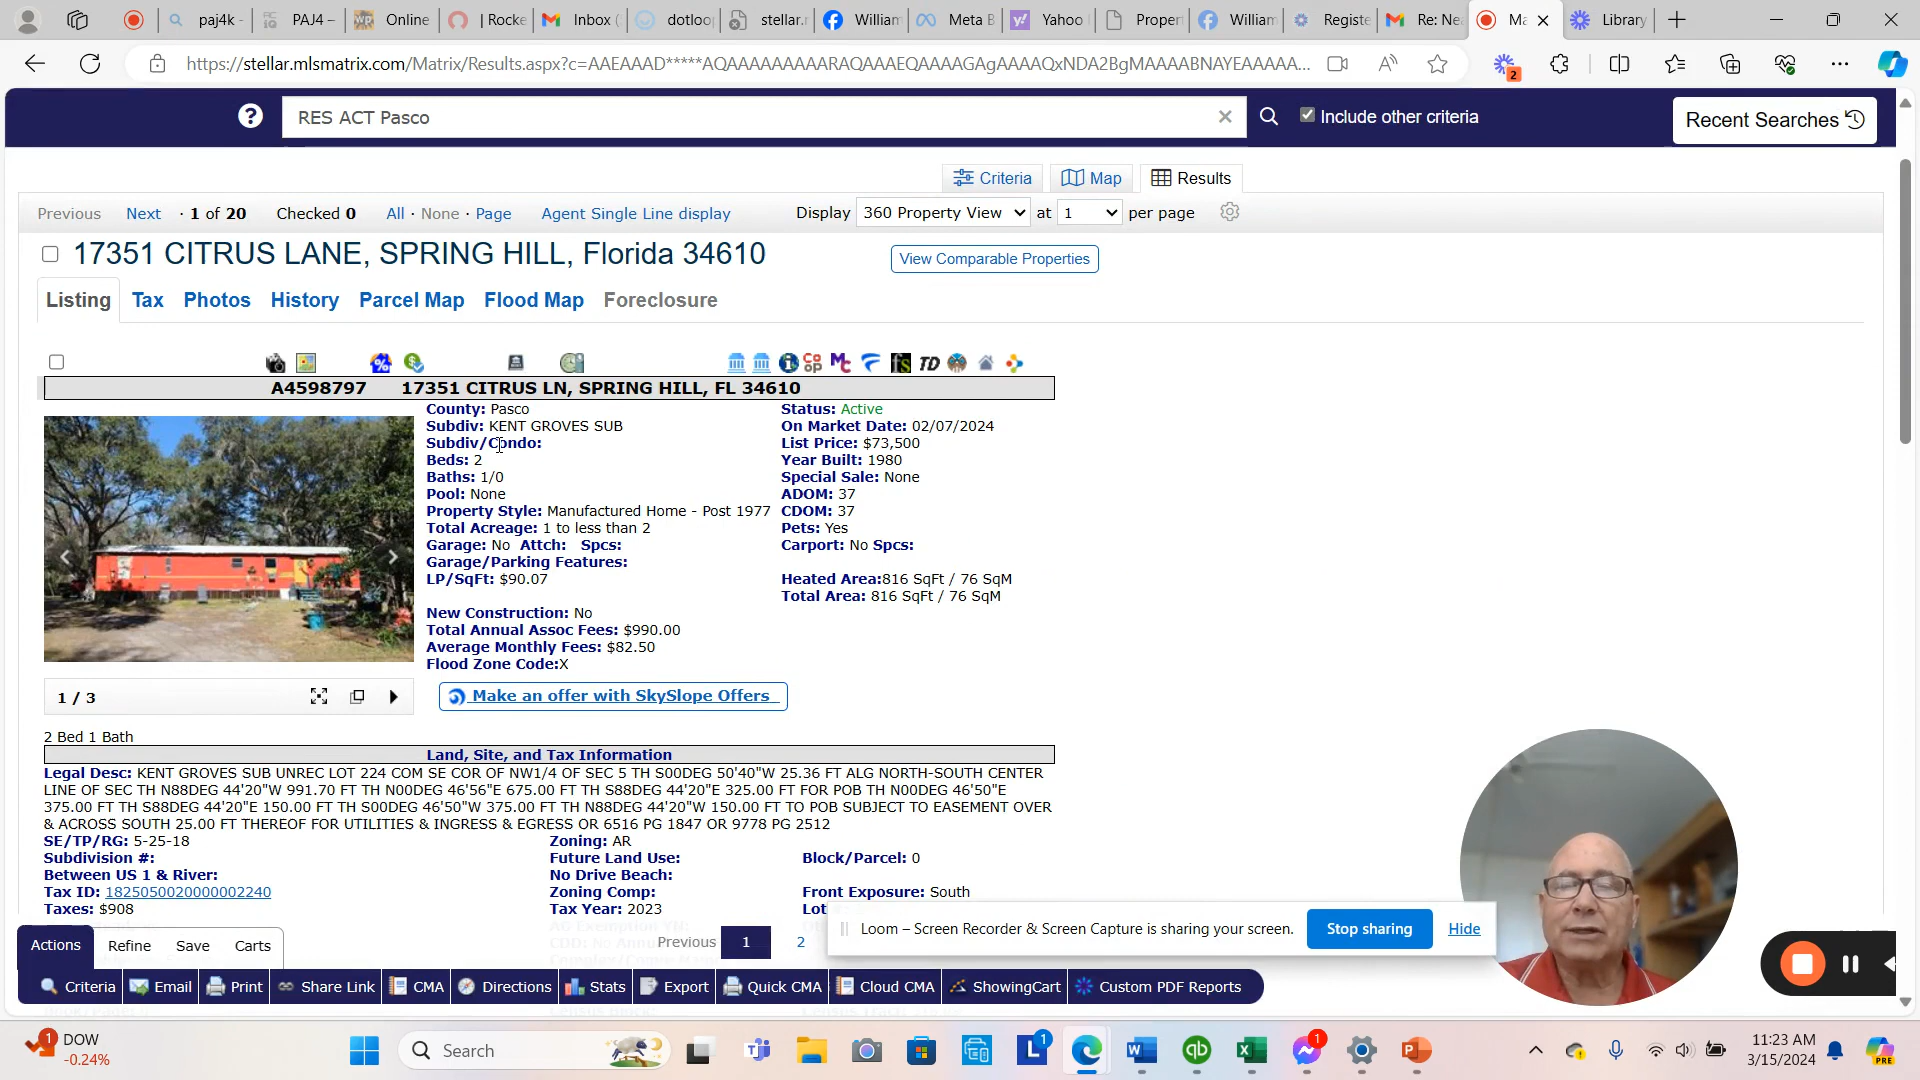 paj4k -
PAJ4 –
Online
| Rocke
Inbox (
dotloo
stellar.r
William
Meta B
Yahoo
Proper
William
Registe
Re: Ne
Ma
Library
https://stellar.mlsmatrix.com/Matrix/Results.aspx?c=AAEAAAD*****AQAAAAAAAAARAQAAAEQAAAAGAgAAAAQxNDA2BgMAAAABNAYEAAAAA...
2
RES ACT Pasco
Include other criteria
Recent Searches
Criteria
Map
Results
Previous Next · 1 of 20 Checked 0 All · None · Page Agent Single Line display Display 360 Property View at 1 per page
17351 CITRUS LANE, SPRING HILL, Florida 34610
View Comparable Properties
Listing Tax Photos History Parcel Map Flood Map Foreclosure
A4598797 17351 CITRUS LN, SPRING HILL, FL 34610
County: Pasco
Subdiv: KENT GROVES SUB
Subdiv/Condo:
Beds: 2
Baths: 1/0
Pool: None
Property Style: Manufactured Home - Post 1977
Total Acreage: 1 to less than 2
Garage: No Attch: Spcs:
Garage/Parking Features:
LP/SqFt: $90.07
New Construction: No
Total Annual Assoc Fees: $990.00
Average Monthly Fees: $82.50
Flood Zone Code:X
Status: Active
On Market Date: 02/07/2024
List Price: $73,500
Year Built: 1980
Special Sale: None
ADOM: 37
CDOM: 37
Pets: Yes
Carport: No Spcs:
Heated Area:816 SqFt / 76 SqM
Total Area: 816 SqFt / 76 SqM
1 / 3
Make an offer with SkySlope Offers
2 Bed 1 Bath
Land, Site, and Tax Information
Legal Desc: KENT GROVES SUB UNREC LOT 224 COM SE COR OF NW1/4 OF SEC 5 TH S00DEG 50'40"W 25.36 FT ALG NORTH-SOUTH CENTER
LINE OF SEC TH N88DEG 44'20"W 991.70 FT TH N00DEG 46'56"E 675.00 FT TH S88DEG 44'20"E 325.00 FT FOR POB TH N00DEG 46'50"E
375.00 FT TH S88DEG 44'20"E 150.00 FT TH S00DEG 46'50"W 375.00 FT TH N88DEG 44'20"W 150.00 FT TO POB SUBJECT TO EASEMENT OVER
& ACROSS SOUTH 25.00 FT THEREOF FOR UTILITIES & INGRESS & EGRESS OR 6516 PG 1847 OR 9778 PG 2512
SE/TP/RG: 5-25-18
Subdivision #:
Between US 1 & River:
Tax ID: 1825050020000002240
Taxes: $908
Zoning: AR
Future Land Use:
No Drive Beach:
Zoning Comp:
Tax Year: 2023
Block/Parcel: 0
Front Exposure: South
Lot
Actions Refine Save Carts
Previous 1 2
Loom – Screen Recorder & Screen Capture is sharing your screen. Stop sharing Hide
Criteria Email Print Share Link CMA Directions Stats Export Quick CMA Cloud CMA ShowingCart Custom PDF Reports
1
DOW
-0.24%
Search
1
1
11:23 AM
3/15/2024
PRE